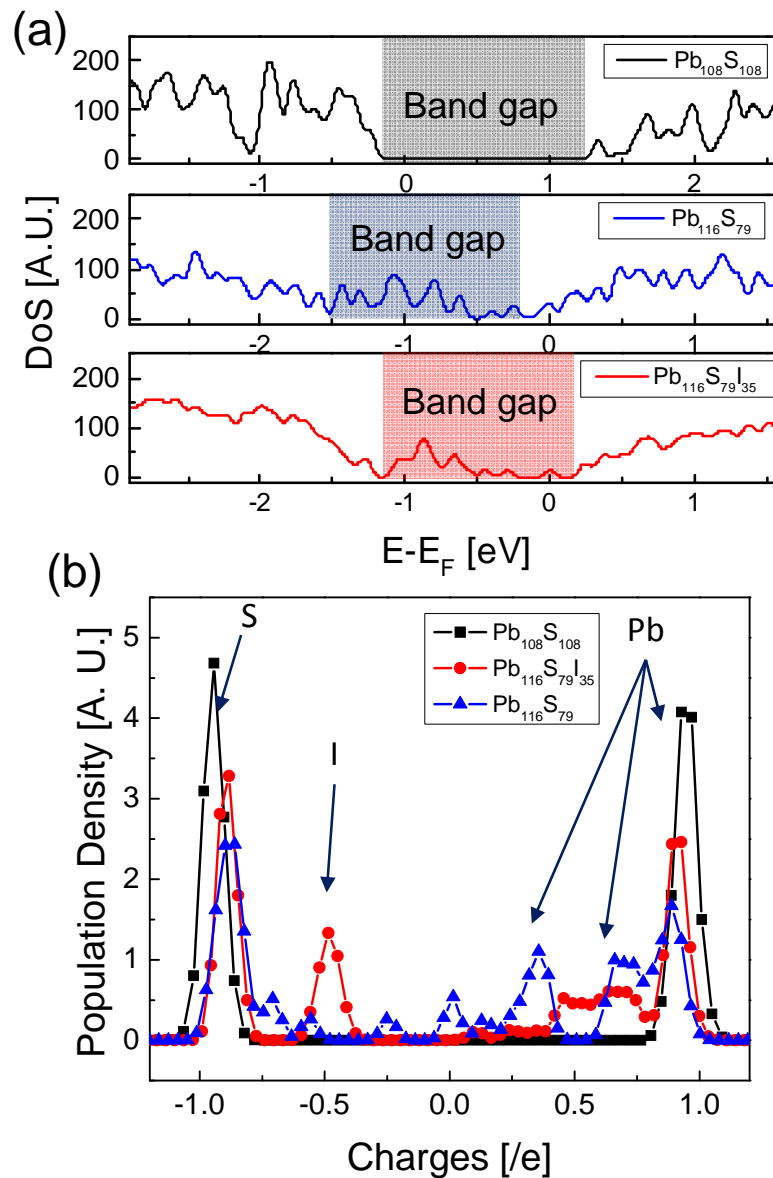 (a)
200
100
0
Band gap
Pb108S108
-1 0 1 2
DoS [A.U.]
200
100
0
Band gap
Pb116S79
-2 -1 0 1
200
100
0
Band gap
Pb116S79I35
-2 -1 0 1
E-EF [eV]
(b)
Population Density [A. U.]
5
4
3
2
1
0
S
I
Pb
Pb108S108
Pb116S79I35
Pb116S79
-1.0 -0.5 0.0 0.5 1.0
Charges [/e]